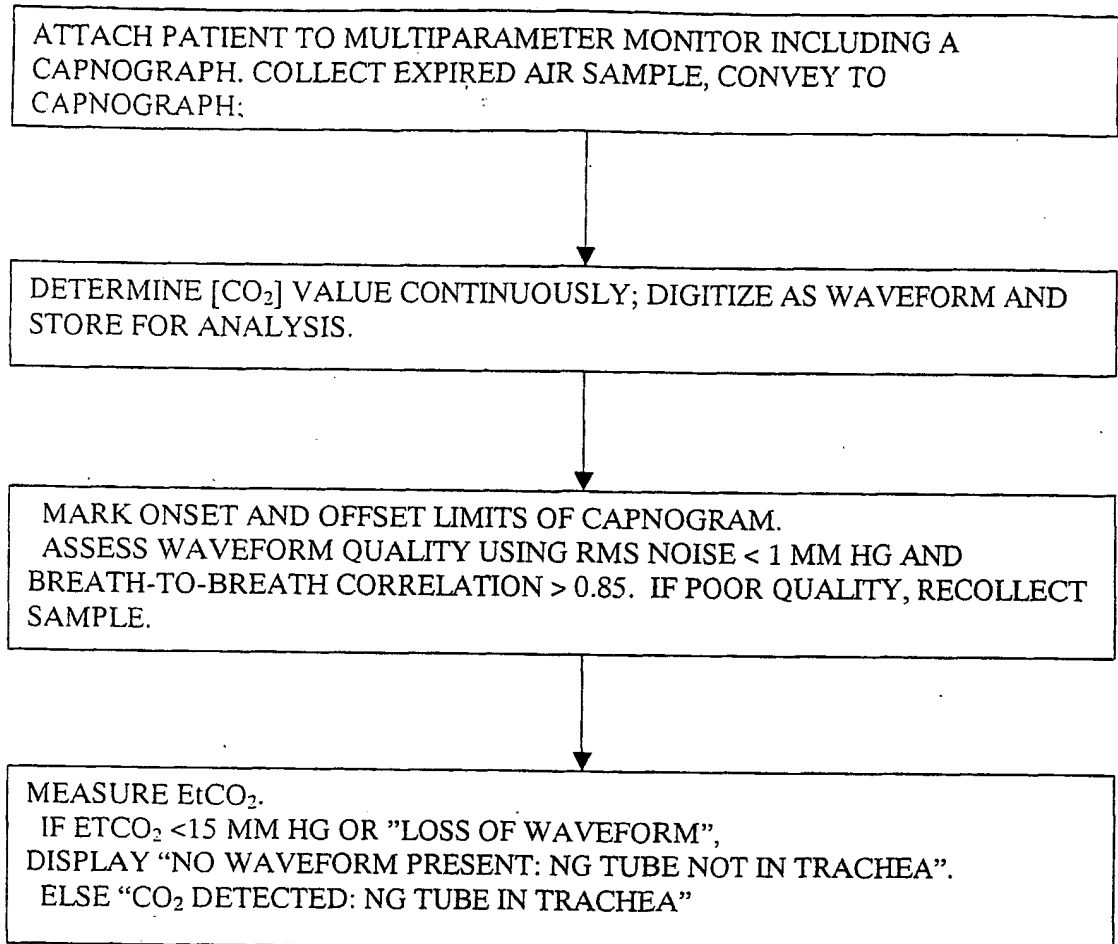 ATTACH PATIENT TO MULTIPARAMETER MONITOR INCLUDING A
CAPNOGRAPH. COLLECT EXPIRED AIR SAMPLE, CONVEY TO
CAPNOGRAPH;
DETERMINE [CO₂] VALUE CONTINUOUSLY; DIGITIZE AS WAVEFORM AND
STORE FOR ANALYSIS.
MARK ONSET AND OFFSET LIMITS OF CAPNOGRAM.
ASSESS WAVEFORM QUALITY USING RMS NOISE < 1 MM HG AND
BREATH-TO-BREATH CORRELATION > 0.85. IF POOR QUALITY, RECOLLECT
SAMPLE.
MEASURE EtCO₂.
IF ETCO₂ <15 MM HG OR "LOSS OF WAVEFORM",
DISPLAY “NO WAVEFORM PRESENT: NG TUBE NOT IN TRACHEA”.
ELSE “CO₂ DETECTED: NG TUBE IN TRACHEA”